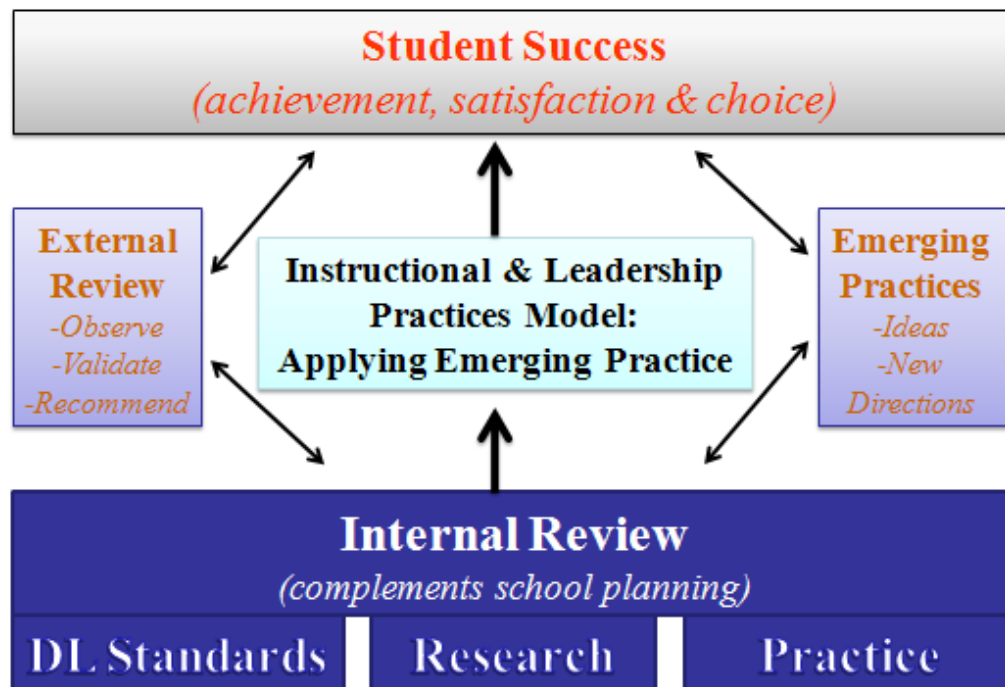 Student Success
(achievement, satisfaction & choice)
External
Review
-Observe
-Validate
-Recommend
Instructional & Leadership
Practices Model:
Applying Emerging Practice
Emerging
Practices
-Ideas
-New
Directions
Internal Review
(complements school planning)
DL Standards
Research
Practice